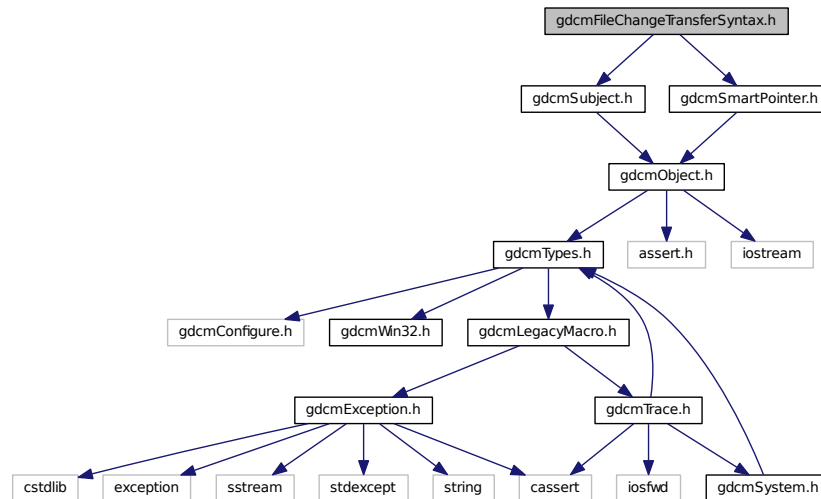 gdcmFileChangeTransferSyntax.h
gdcmSubject.h
gdcmSmartPointer.h
gdcmObject.h
gdcmTypes.h
assert.h
iostream
gdcmConfigure.h
gdcmWin32.h
gdcmLegacyMacro.h
gdcmException.h
gdcmTrace.h
cstdlib
exception
sstream
stdexcept
string
cassert
iosfwd
gdcmSystem.h